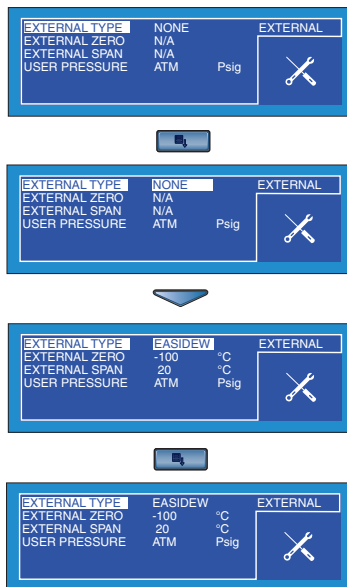 EXTERNAL TYPE NONE EXTERNAL
EXTERNAL ZERO N/A
EXTERNAL SPAN N/A
USER PRESSURE ATM Psig
EXTERNAL TYPE NONE EXTERNAL
EXTERNAL ZERO N/A
EXTERNAL SPAN N/A
USER PRESSURE ATM Psig
EXTERNAL TYPE EASIDEW EXTERNAL
EXTERNAL ZERO -100 °C
EXTERNAL SPAN 20 °C
USER PRESSURE ATM Psig
EXTERNAL TYPE EASIDEW EXTERNAL
EXTERNAL ZERO -100 °C
EXTERNAL SPAN 20 °C
USER PRESSURE ATM Psig